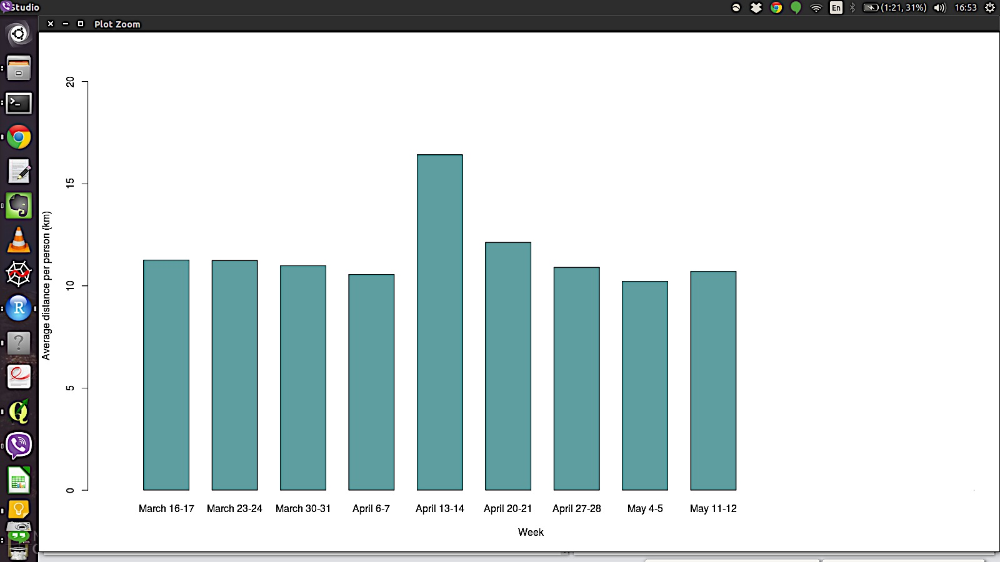 Studio
En
(1:21, 31%)
16:53
Plot Zoom
20
15
10
5
0
Average distance per person (km)
March 16-17 March 23-24 March 30-31 April 6-7 April 13-14 April 20-21 April 27-28 May 4-5 May 11-12
Week